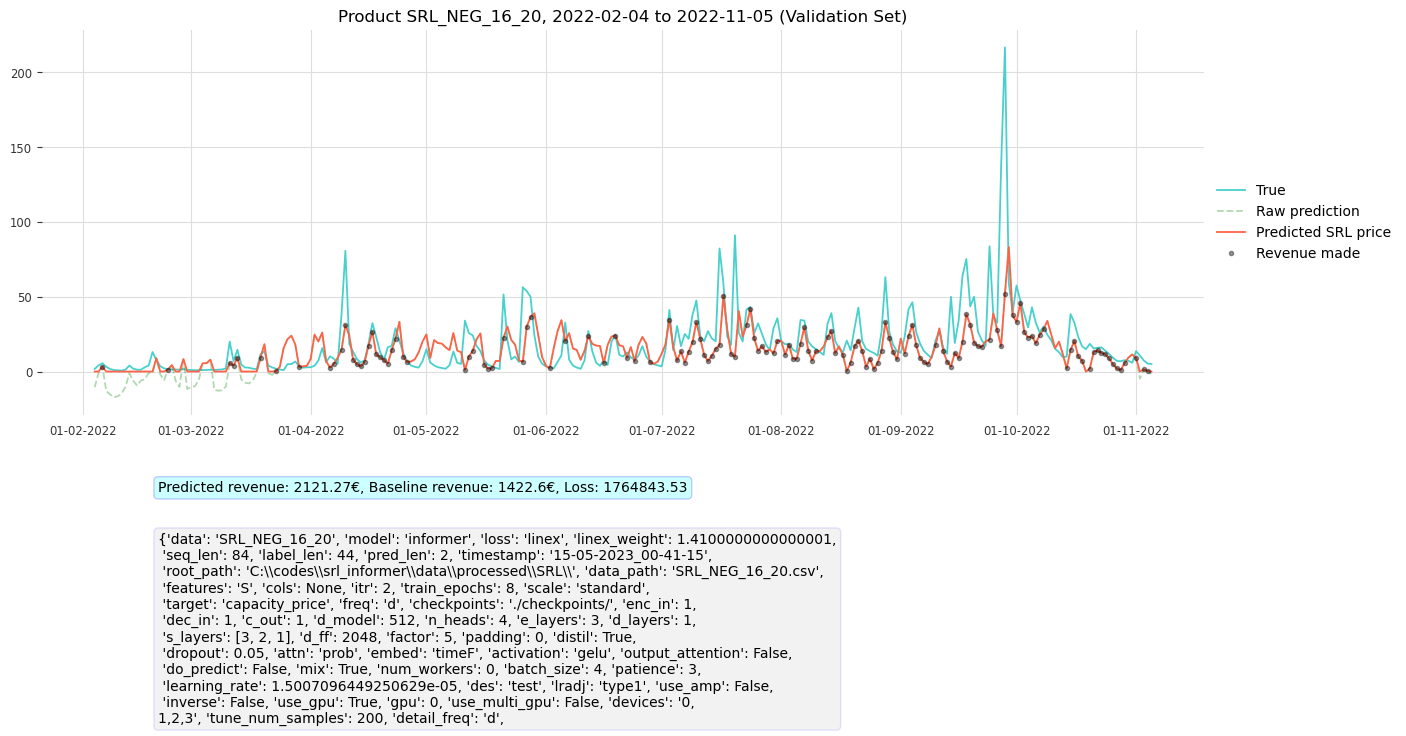 Product SRL_NEG_16_20, 2022-02-04 to 2022-11-05 (Validation Set)
200
150
100
50
0
01-02-2022 01-03-2022 01-04-2022 01-05-2022 01-06-2022 01-07-2022 01-08-2022 01-09-2022 01-10-2022 01-11-2022
True
Raw prediction
Predicted SRL price
Revenue made
Predicted revenue: 2121.27€, Baseline revenue: 1422.6€, Loss: 1764843.53
{'data': 'SRL_NEG_16_20', 'model': 'informer', 'loss': 'linex', 'linex_weight': 1.4100000000000001,
'seq_len': 84, 'label_len': 44, 'pred_len': 2, 'timestamp': '15-05-2023_00-41-15',
'root_path': 'C:\\codes\\srl_informer\\data\\processed\\SRL\\', 'data_path': 'SRL_NEG_16_20.csv',
'features': 'S', 'cols': None, 'itr': 2, 'train_epochs': 8, 'scale': 'standard',
'target': 'capacity_price', 'freq': 'd', 'checkpoints': './checkpoints/', 'enc_in': 1,
'dec_in': 1, 'c_out': 1, 'd_model': 512, 'n_heads': 4, 'e_layers': 3, 'd_layers': 1,
's_layers': [3, 2, 1], 'd_ff': 2048, 'factor': 5, 'padding': 0, 'distil': True,
'dropout': 0.05, 'attn': 'prob', 'embed': 'timeF', 'activation': 'gelu', 'output_attention': False,
'do_predict': False, 'mix': True, 'num_workers': 0, 'batch_size': 4, 'patience': 3,
'learning_rate': 1.5007096449250629e-05, 'des': 'test', 'lradj': 'type1', 'use_amp': False,
'inverse': False, 'use_gpu': True, 'gpu': 0, 'use_multi_gpu': False, 'devices': '0,
1,2,3', 'tune_num_samples': 200, 'detail_freq': 'd',